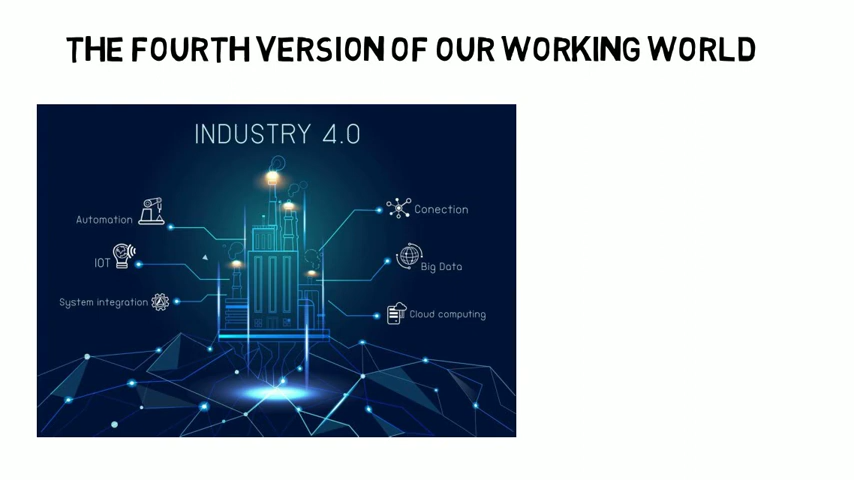 THE FOURTH VERSION OF OUR WORKING WORLD
INDUSTRY 4.0
Automation
IOT
System integration
Conection
Big Data
Cloud computing